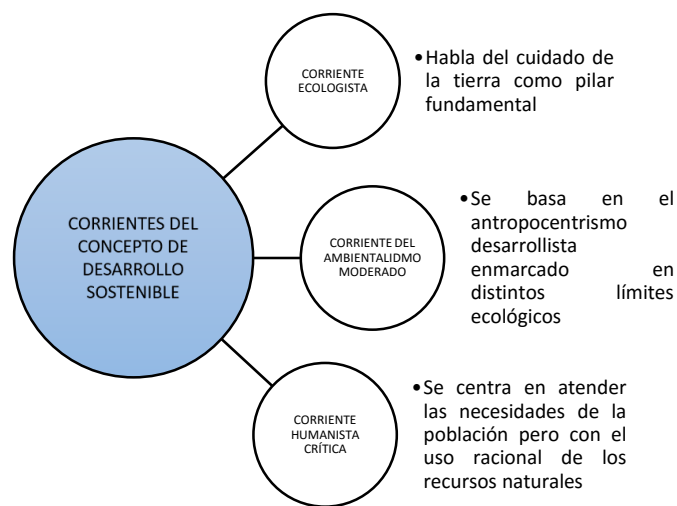 CORRIENTES DEL
CONCEPTO DE
DESARROLLO
SOSTENIBLE
CORRIENTE
ECOLOGISTA
•Habla del cuidado de
la tierra como pilar
fundamental
CORRIENTE DEL
AMBIENTALIDMO
MODERADO
•Se basa en el
antropocentrismo
desarrollista
enmarcado en
distintos límites
ecológicos
CORRIENTE
HUMANISTA
CRÍTICA
•Se centra en atender
las necesidades de la
población pero con el
uso racional de los
recursos naturales